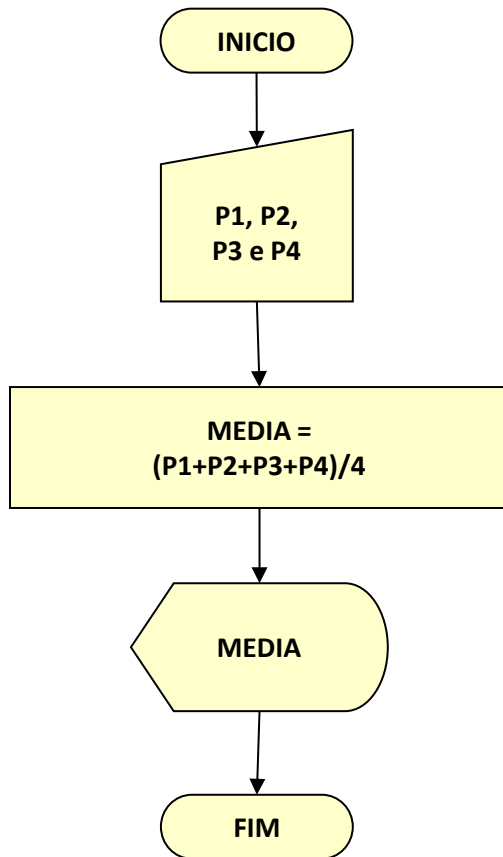 INICIO
P1, P2,
P3 e P4
MEDIA =
(P1+P2+P3+P4)/4
MEDIA
FIM